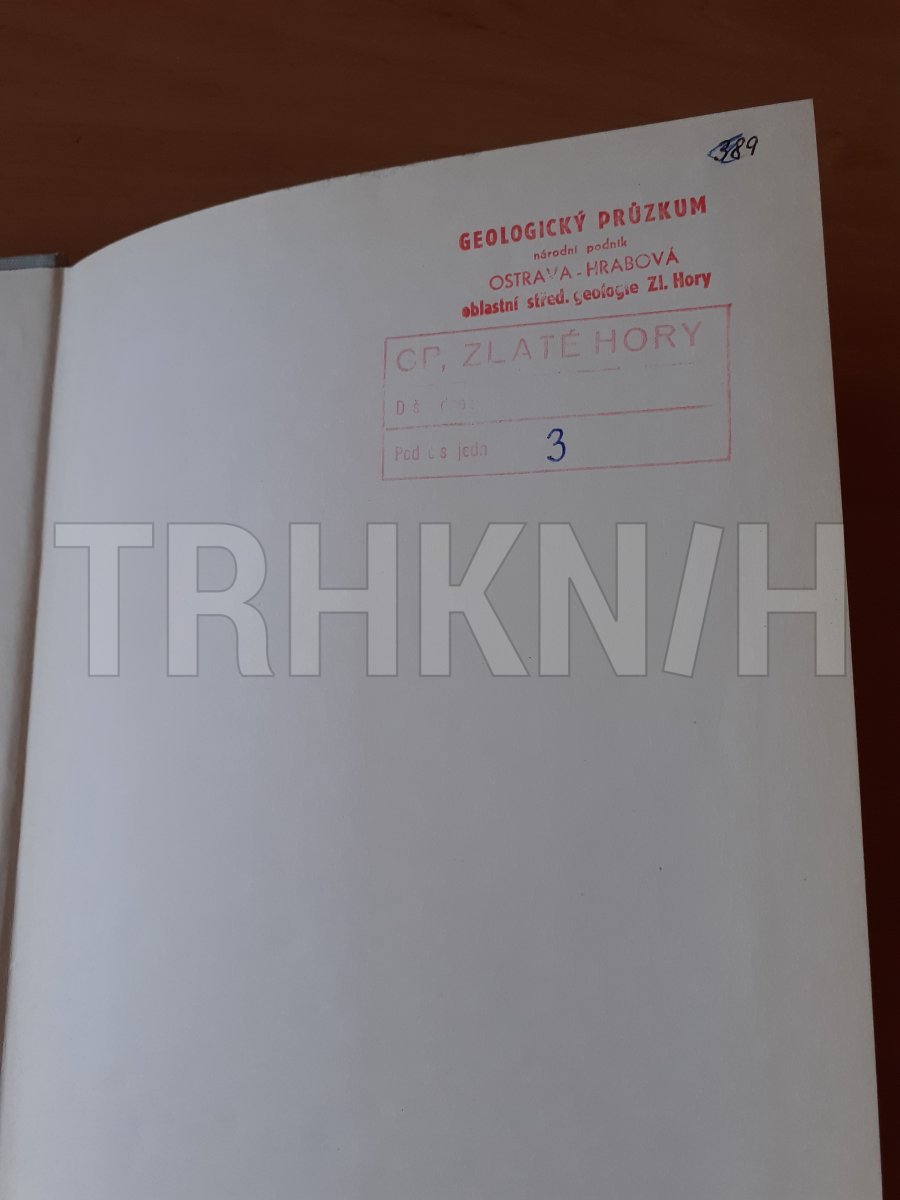 389
GEOLOGICKÝ PRŮZKUM
národní podnik
OSTRAVA-HRABOVÁ
oblastní střed. geologie Zl. Hory
GP, ZLATÉ HORY
3
TRHKN/H